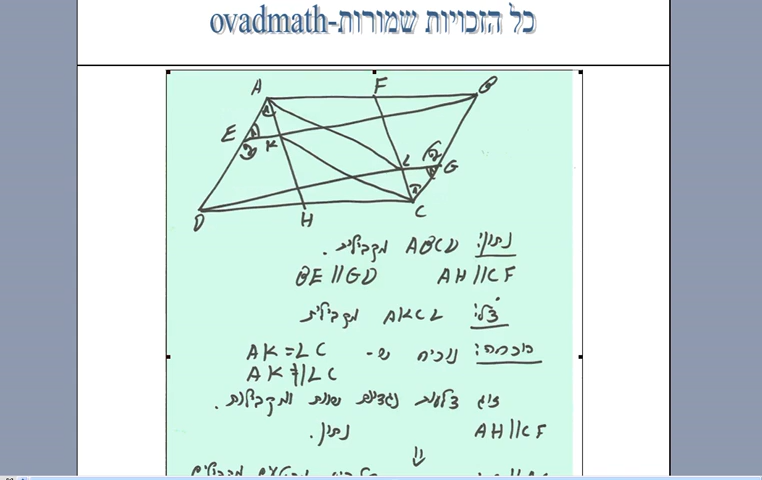 כל הזכויות שמורות-ovadmath
A F B
E K L G
D H C
נתון: ABCD מקבילית.
BE||GD AH||CF
צ"ל: AKCL מקבילית
הוכחה: נוכיח ש- AK=LC
AK||LC
זוג צלעות נגדיות שוות ומקבילות.
AH||CF נתון.
⇓